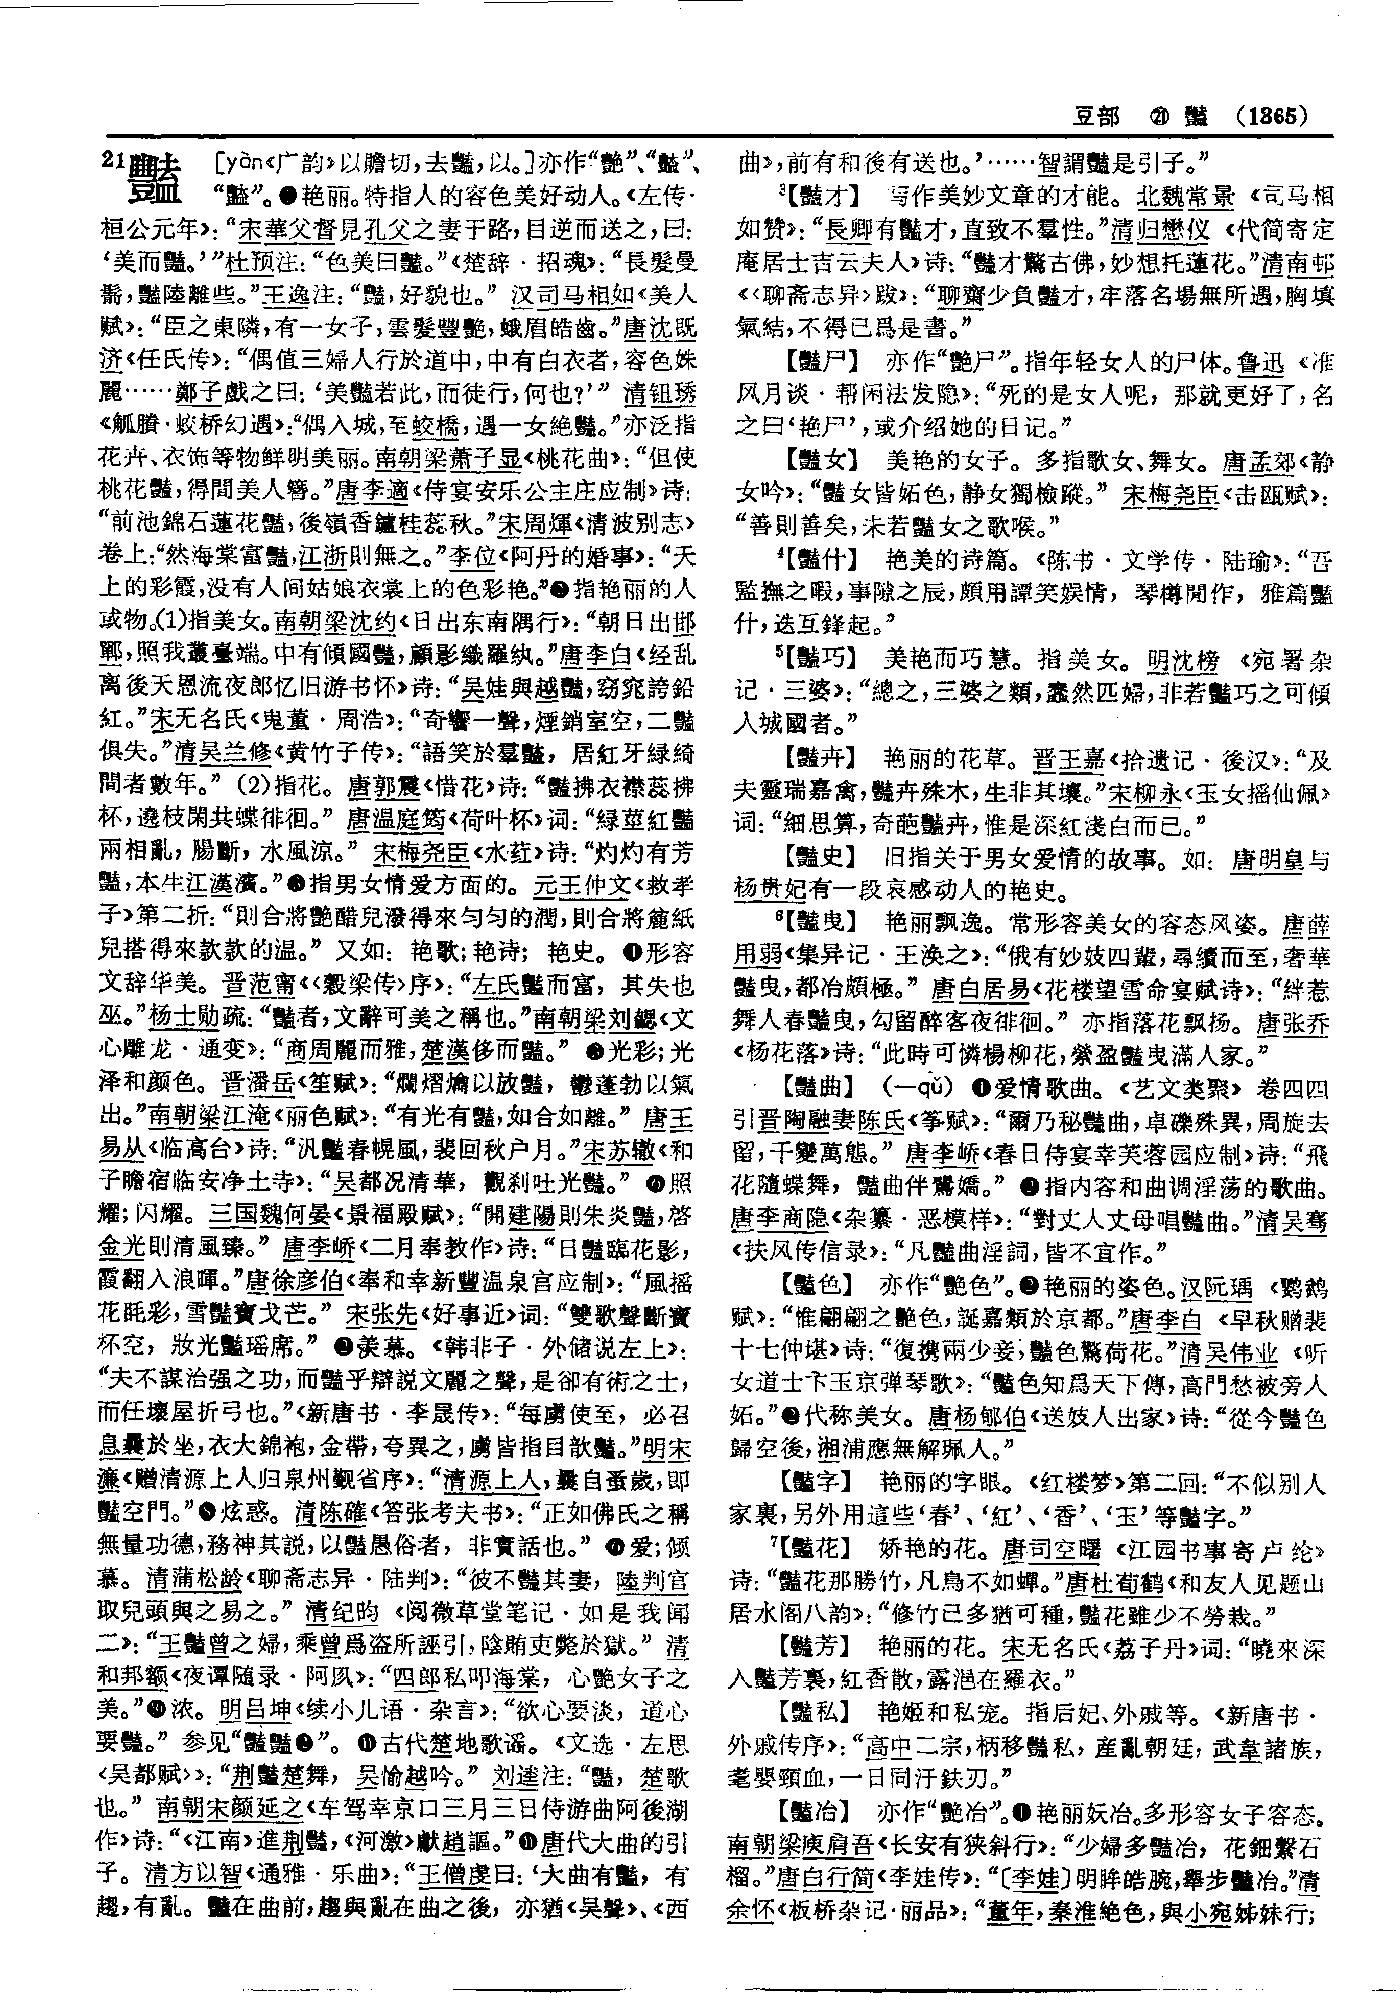 豆部 ㉑ 豔 (1365)
21豔 [yàn《广韵》以贍切,去豔,以。]亦作“艷”、“豓”、
“豔”。❶艳丽。特指人的容色美好动人。《左传·
桓公元年》:“宋華父督見孔父之妻于路,目逆而送之,曰:
‘美而豔。’”杜预注:“色美曰豔。”《楚辞·招魂》:“長髮曼
鬋,豔陸離些。”王逸注:“豔,好貌也。” 汉司马相如《美人
赋》:“臣之東隣,有一女子,雲髮豐艷,蛾眉皓齒。”唐沈既
济《任氏传》:“偶值三婦人行於道中,中有白衣者,容色姝
麗……鄭子戲之曰:‘美豔若此,而徒行,何也?’” 清钮琇
《觚賸·蛟桥幻遇》:“偶入城,至蛟橋,遇一女絶豔。”亦泛指
花卉、衣饰等物鲜明美丽。南朝梁萧子显《桃花曲》:“但使
桃花豔,得間美人簪。”唐李適《侍宴安乐公主庄应制》诗:
“前池錦石蓮花豔,後嶺香鑪桂蕊秋。”宋周煇《清波别志》
卷上:“然海棠富豔,江浙則無之。”李位《阿丹的婚事》:“天
上的彩霞,没有人间姑娘衣裳上的色彩艳。”❷指艳丽的人
或物。(1)指美女。南朝梁沈约《日出东南隅行》:“朝日出邯
鄲,照我叢臺端。中有傾國豔,顧影織羅紈。”唐李白《经乱
离後天恩流夜郎忆旧游书怀》诗:“吴娃與越豔,窈窕誇鉛
紅。”宋无名氏《鬼董·周浩》:“奇響一聲,煙銷室空,二豔
俱失。”清吴兰修《黄竹子传》:“語笑於羣豔,居紅牙緑綺
間者數年。” (2)指花。唐郭震《惜花》诗:“豔拂衣襟蕊拂
杯,遶枝閑共蝶徘徊。” 唐温庭筠《荷叶杯》词:“緑莖紅豔
兩相亂,腸斷,水風涼。” 宋梅尧臣《水荭》诗:“灼灼有芳
豔,本生江漢濱。”❸指男女情爱方面的。元王仲文《救孝
子》第二折:“則合將艷醋兒潑得來勻勻的潤,則合將麄紙
兒搭得來款款的温。” 又如:艳歌;艳诗;艳史。❹形容
文辞华美。晋范甯《〈穀梁传〉序》:“左氏豔而富,其失也
巫。”杨士勋疏:“豔者,文辭可美之稱也。”南朝梁刘勰《文
心雕龙·通变》:“商周麗而雅,楚漢侈而豔。” ❺光彩;光
泽和颜色。晋潘岳《笙赋》:“爛熠爚以放豔,鬱蓬勃以氣
出。”南朝梁江淹《丽色赋》:“有光有豔,如合如離。” 唐王
易从《临高台》诗:“汎豔春幌風,裴回秋户月。”宋苏辙《和
子瞻宿临安净土寺》:“吴都况清華,觀刹吐光豔。” ❻照
耀;闪耀。三国魏何晏《景福殿赋》:“開建陽則朱炎豔,啓
金光則清風臻。” 唐李峤《二月奉教作》诗:“日豔臨花影,
霞翻入浪暉。”唐徐彦伯《奉和幸新豐温泉宫应制》:“風摇
花眊彩,雪豔寶戈芒。” 宋张先《好事近》词:“雙歌聲斷寶
杯空,妝光豔瑶席。” ❼羡慕。《韩非子·外储说左上》:
“夫不謀治强之功,而豔乎辯説文麗之聲,是卻有術之士,
而任壞屋折弓也。”《新唐书·李晟传》:“每虜使至,必召
息曩於坐,衣大錦袍,金帶,夸異之,虜皆指目歆豔。”明宋
濂《赠清源上人归泉州觐省序》:“清源上人,曩自蚤歲,即
豔空門。”❽炫惑。清陈確《答张考夫书》:“正如佛氏之稱
無量功德,務神其説,以豔愚俗者,非實話也。” ❾爱;倾
慕。清蒲松龄《聊斋志异·陆判》:“彼不豔其妻,陸判官
取兒頭與之易之。” 清纪昀《阅微草堂笔记·如是我闻
二》:“王豔曾之婦,乘曾爲盜所誣引,陰賄吏斃於獄。” 清
和邦额《夜谭随录·阿凤》:“四郎私叩海棠,心艷女子之
美。”❿浓。明吕坤《续小儿语·杂言》:“欲心要淡,道心
要豔。” 参见“豔豔❷”。⓫古代楚地歌谣。《文选·左思
〈吴都赋〉》:“荆豔楚舞,吴愉越吟。” 刘逵注:“豔,楚歌
也。” 南朝宋颜延之《车驾幸京口三月三日侍游曲阿後湖
作》诗:“《江南》進荆豔,《河激》獻趙謳。”⓬唐代大曲的引
子。清方以智《通雅·乐曲》:“王僧虔曰:‘大曲有豔,有
趨,有亂。豔在曲前,趨與亂在曲之後,亦猶《吴聲》、《西
曲》,前有和後有送也。’……智謂豔是引子。”
3【豔才】 写作美妙文章的才能。北魏常景《司马相
如赞》:“長卿有豔才,直致不羣性。”清归懋仪《代简寄定
庵居士吉云夫人》诗:“豔才驚古佛,妙想托蓮花。”清南邨
《〈聊斋志异〉跋》:“聊齋少負豔才,牢落名場無所遇,胸填
氣結,不得已爲是書。”
【豔尸】 亦作“艷尸”。指年轻女人的尸体。鲁迅《准
风月谈·帮闲法发隐》:“死的是女人呢,那就更好了,名
之曰‘艳尸’,或介绍她的日记。”
【豔女】 美艳的女子。多指歌女、舞女。唐孟郊《静
女吟》:“豔女皆妬色,静女獨檢蹤。” 宋梅尧臣《击瓯赋》:
“善則善矣,未若豔女之歌喉。”
4【豔什】 艳美的诗篇。《陈书·文学传·陆瑜》:“吾
監撫之暇,事隙之辰,頗用譚笑娱情,琴樽間作,雅篇豔
什,迭互鋒起。”
5【豔巧】 美艳而巧慧。指美女。明沈榜《宛署杂
记·三婆》:“總之,三婆之類,蠢然匹婦,非若豔巧之可傾
人城國者。”
【豔卉】 艳丽的花草。晋王嘉《拾遗记·後汉》:“及
夫靈瑞嘉禽,豔卉殊木,生非其壤。”宋柳永《玉女摇仙佩》
词:“細思算,奇葩豔卉,惟是深紅淺白而已。”
【豔史】 旧指关于男女爱情的故事。如:唐明皇与
杨贵妃有一段哀感动人的艳史。
6【豔曳】 艳丽飘逸。常形容美女的容态风姿。唐薛
用弱《集异记·王涣之》:“俄有妙妓四輩,尋續而至,奢華
豔曳,都冶頗極。” 唐白居易《花楼望雪命宴赋诗》:“絆惹
舞人春豔曳,勾留醉客夜徘徊。” 亦指落花飘扬。唐张乔
《杨花落》诗:“此時可憐楊柳花,縈盈豔曳滿人家。”
【豔曲】 (—qǔ) ❶爱情歌曲。《艺文类聚》卷四四
引晋陶融妻陈氏《筝赋》:“爾乃秘豔曲,卓礫殊異,周旋去
留,千變萬態。” 唐李峤《春日侍宴幸芙蓉园应制》诗:“飛
花隨蝶舞,豔曲伴鶯嬌。” ❷指内容和曲调淫荡的歌曲。
唐李商隐《杂纂·恶模样》:“對丈人丈母唱豔曲。”清吴骞
《扶风传信录》:“凡豔曲淫詞,皆不宜作。”
【豔色】 亦作“艷色”。❶艳丽的姿色。汉阮瑀《鹦鹉
赋》:“惟翩翩之艷色,誕嘉類於京都。”唐李白《早秋赠裴
十七仲堪》诗:“復攜兩少妾,豔色驚荷花。”清吴伟业《听
女道士卞玉京弹琴歌》:“豔色知爲天下傳,高門愁被旁人
妬。”❷代称美女。唐杨郇伯《送妓人出家》诗:“從今豔色
歸空後,湘浦應無解珮人。”
【豔字】 艳丽的字眼。《红楼梦》第二回:“不似别人
家裏,另外用這些‘春’、‘紅’、‘香’、‘玉’等豔字。”
7【豔花】 娇艳的花。唐司空曙《江园书事寄卢纶》
诗:“豔花那勝竹,凡鳥不如蟬。”唐杜荀鹤《和友人见题山
居水阁八韵》:“修竹已多猶可種,豔花雖少不勞栽。”
【豔芳】 艳丽的花。宋无名氏《荔子丹》词:“曉來深
入豔芳裏,紅香散,露浥在羅衣。”
【豔私】 艳姬和私宠。指后妃、外戚等。《新唐书·
外戚传序》:“高中二宗,柄移豔私,産亂朝廷,武韋諸族,
耄嬰頸血,一日同汙鈇刃。”
【豔冶】 亦作“艷冶”。❶艳丽妖冶。多形容女子容态。
南朝梁庾肩吾《长安有狭斜行》:“少婦多豔冶,花鈿繫石
榴。”唐白行简《李娃传》:“〔李娃〕明眸皓腕,舉步豔冶。”清
余怀《板桥杂记·丽品》:“董年,秦淮絶色,與小宛姊妹行;